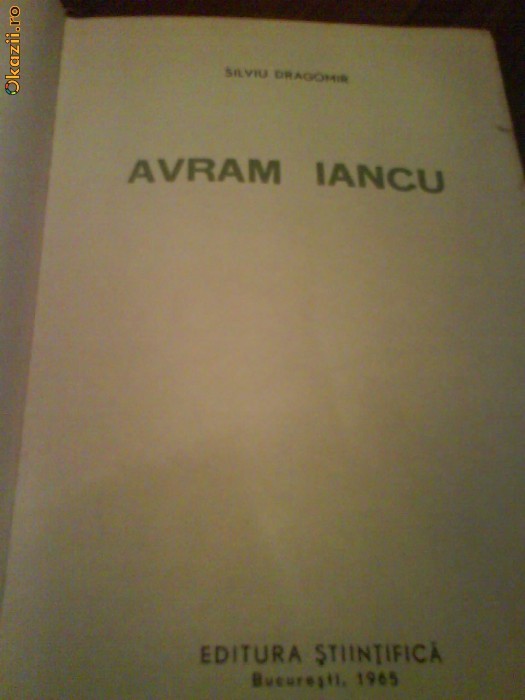 Okazii.ro
SILVIU DRAGOMIR
AVRAM IANCU
EDITURA ŞTIINŢIFICĂ
Bucureşti, 1965